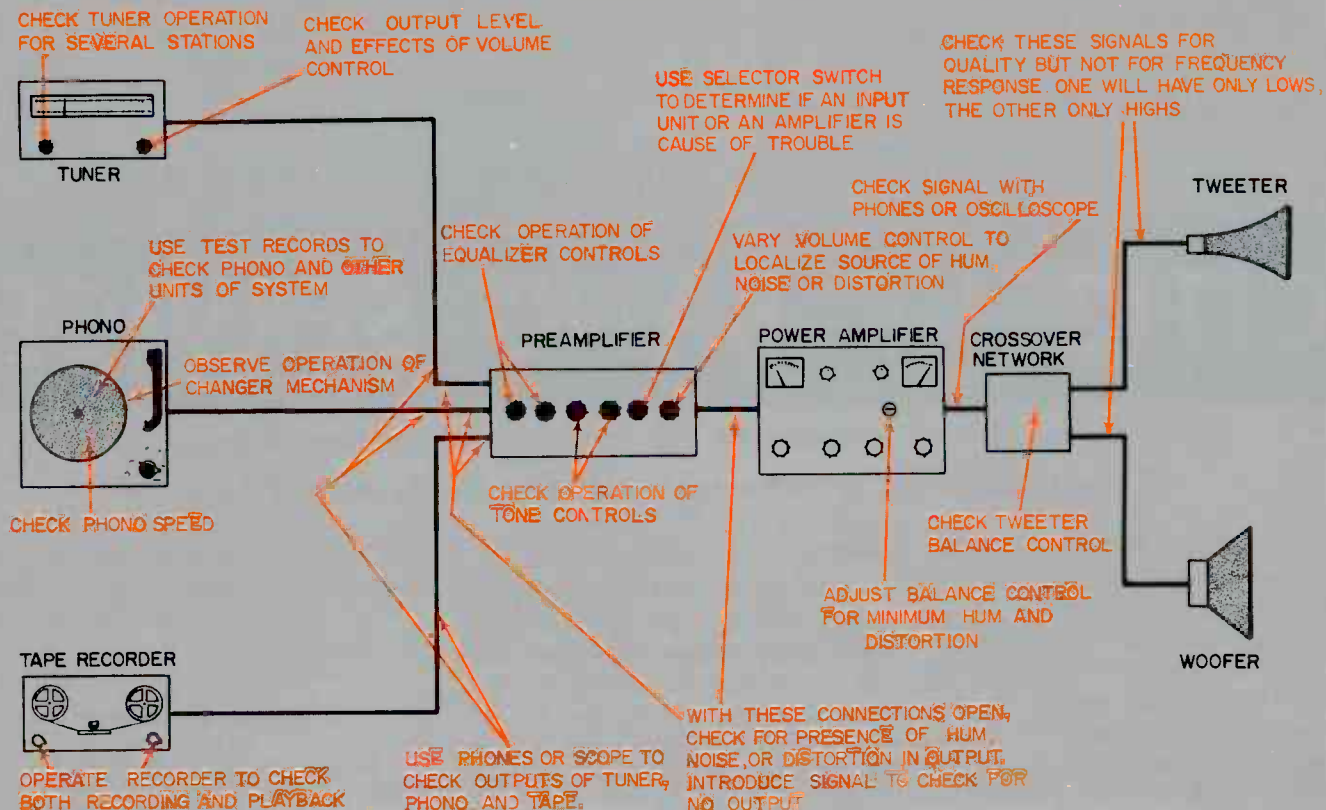 CHECK TUNER OPERATION
FOR SEVERAL STATIONS
CHECK OUTPUT LEVEL
AND EFFECTS OF VOLUME
CONTROL
TUNER
USE SELECTOR SWITCH
TO DETERMINE IF AN INPUT
UNIT OR AN AMPLIFIER IS
CAUSE OF TROUBLE
CHECK THESE SIGNALS FOR
QUALITY BUT NOT FOR FREQUENCY
RESPONSE. ONE WILL HAVE ONLY LOWS,
THE OTHER ONLY HIGHS
CHECK SIGNAL WITH
PHONES OR OSCILLOSCOPE
TWEETER
USE TEST RECORDS TO
CHECK PHONO AND OTHER
UNITS OF SYSTEM
CHECK OPERATION OF
EQUALIZER CONTROLS
VARY VOLUME CONTROL TO
LOCALIZE SOURCE OF HUM,
NOISE OR DISTORTION
PHONO
OBSERVE OPERATION OF
CHANGER MECHANISM
PREAMPLIFIER
POWER AMPLIFIER
CROSSOVER
NETWORK
CHECK PHONO SPEED
CHECK OPERATION OF
TONE CONTROLS
CHECK TWEETER
BALANCE CONTROL
ADJUST BALANCE CONTROL
FOR MINIMUM HUM AND
DISTORTION
WOOFER
TAPE RECORDER
OPERATE RECORDER TO CHECK
BOTH RECORDING AND PLAYBACK
USE PHONES OR SCOPE TO
CHECK OUTPUTS OF TUNER,
PHONO AND TAPE.
WITH THESE CONNECTIONS OPEN,
CHECK FOR PRESENCE OF HUM,
NOISE, OR DISTORTION IN OUTPUT.
INTRODUCE SIGNAL TO CHECK FOR
NO OUTPUT